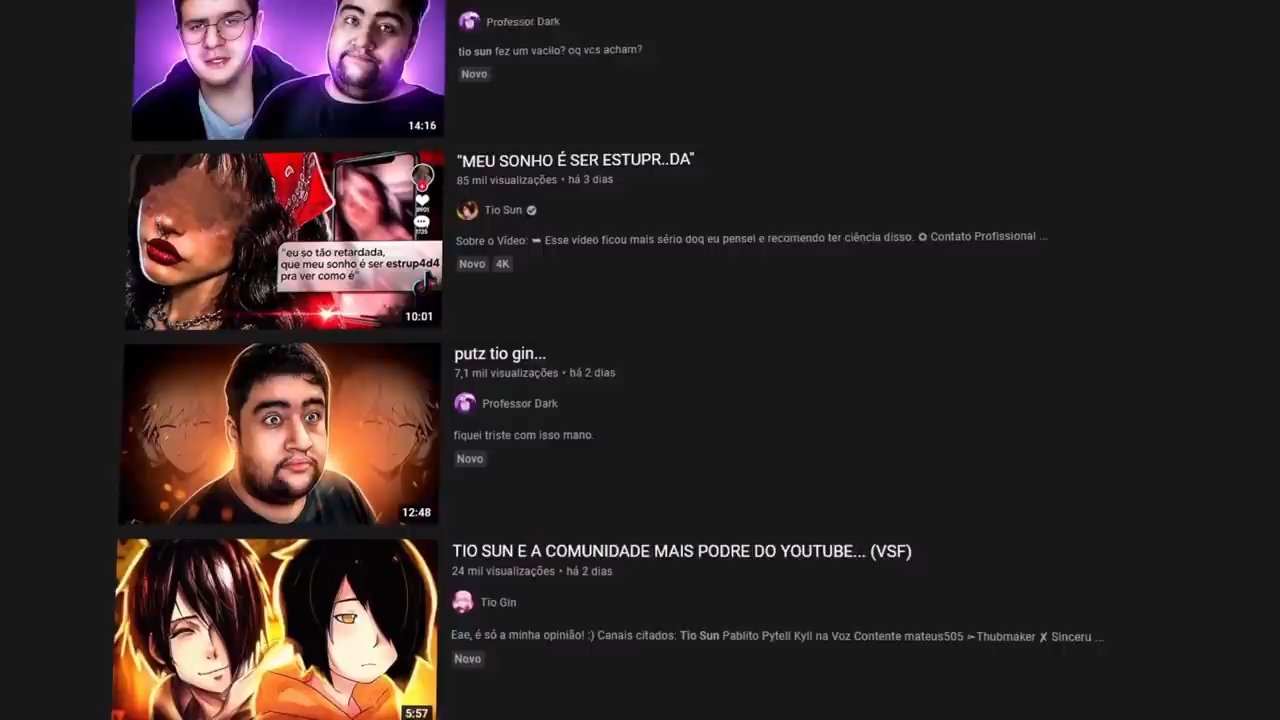 Professor Dark
tio sun fez um vacilo? oq vcs acham?
Novo
14:16
"MEU SONHO É SER ESTUPR..DA"
85 mil visualizações • há 3 dias
Tio Sun
Sobre o Vídeo: ➥ Esse vídeo ficou mais sério doq eu pensei e recomendo ter ciência disso. ✪ Contato Profissional ...
Novo 4K
"eu so tão retardada,
que meu sonho é ser estrup4d4
pra ver como é"
10:01
putz tio gin...
7,1 mil visualizações • há 2 dias
Professor Dark
fiquei triste com isso mano.
Novo
12:48
TIO SUN E A COMUNIDADE MAIS PODRE DO YOUTUBE... (VSF)
24 mil visualizações • há 2 dias
Tio Gin
Eae, é só a minha opinião! :) Canais citados: Tio Sun Pablito Pytell Kyll na Voz Contente mateus505 ➣Thubmaker ✘ Sinceru ...
Novo
5:57